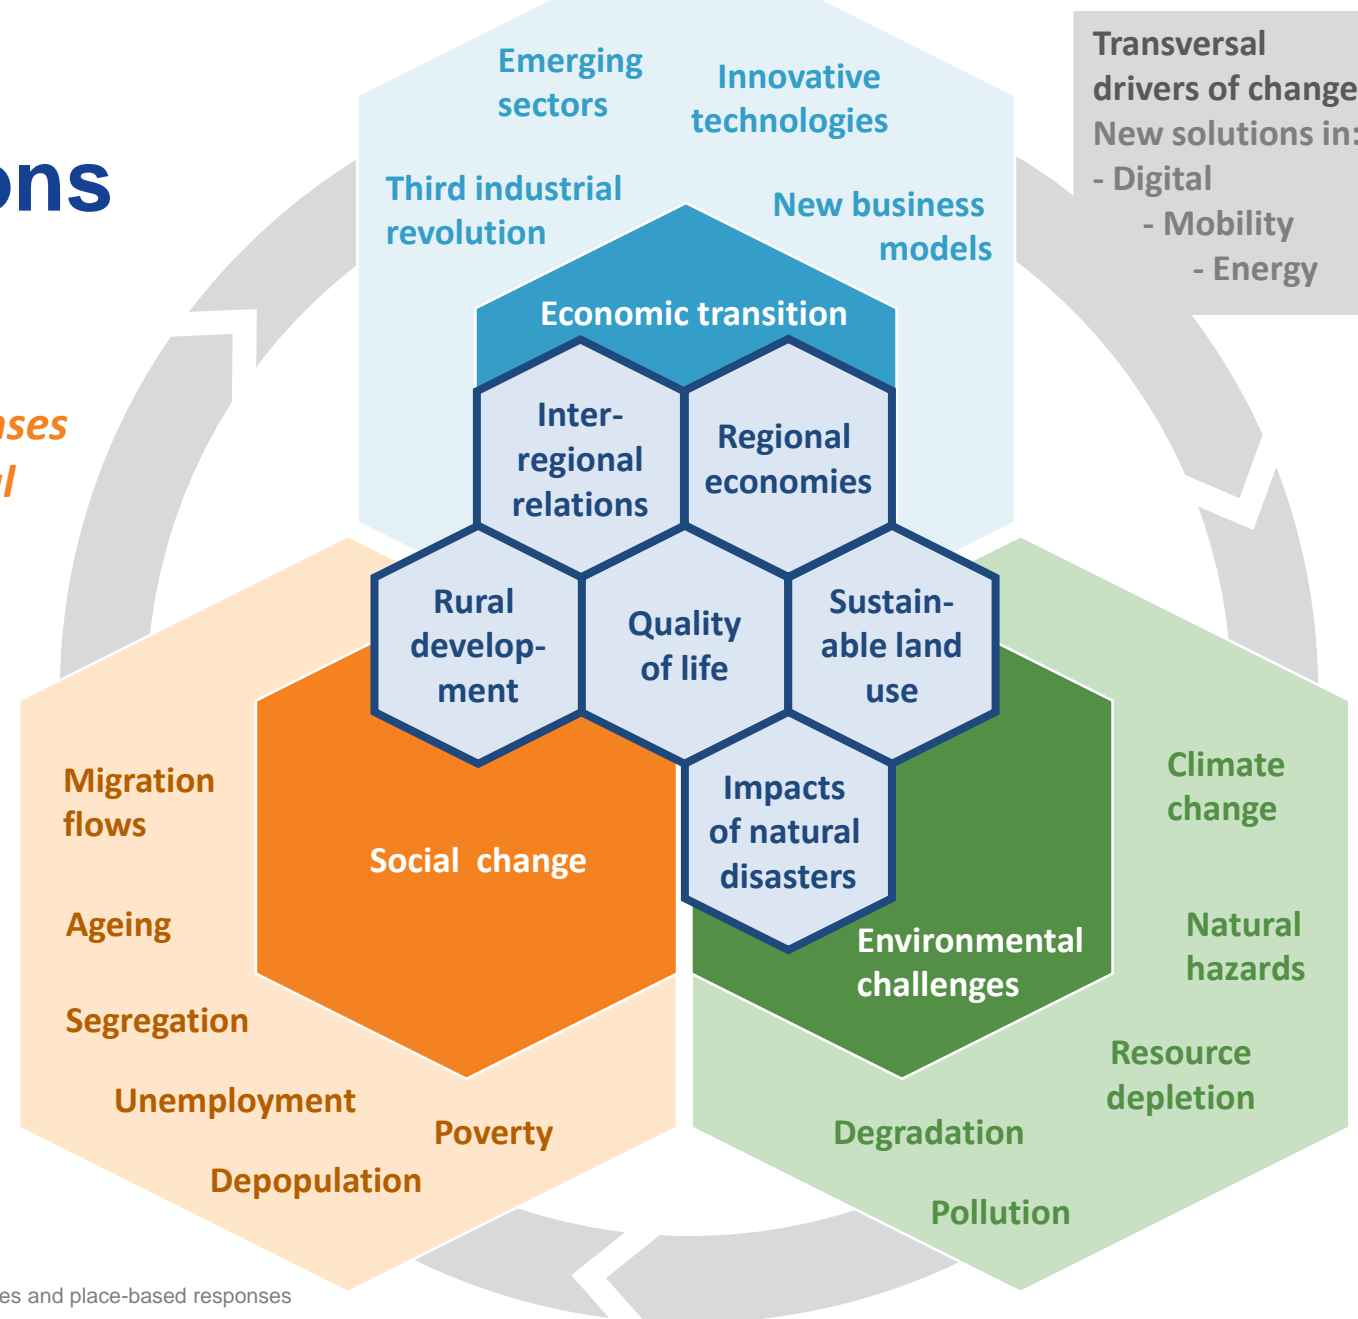 Emerging
sectors
Innovative
technologies
Third industrial
revolution
New business
models
Transversal
drivers of change
New solutions in:
- Digital
- Mobility
- Energy
Economic transition
Inter-
regional
relations
Regional
economies
Rural
develop-
ment
Quality
of life
Sustain-
able land
use
Impacts
of natural
disasters
Social change
Environmental
challenges
Migration
flows
Ageing
Segregation
Unemployment
Poverty
Depopulation
Climate
change
Natural
hazards
Resource
depletion
Degradation
Pollution
and place-based responses